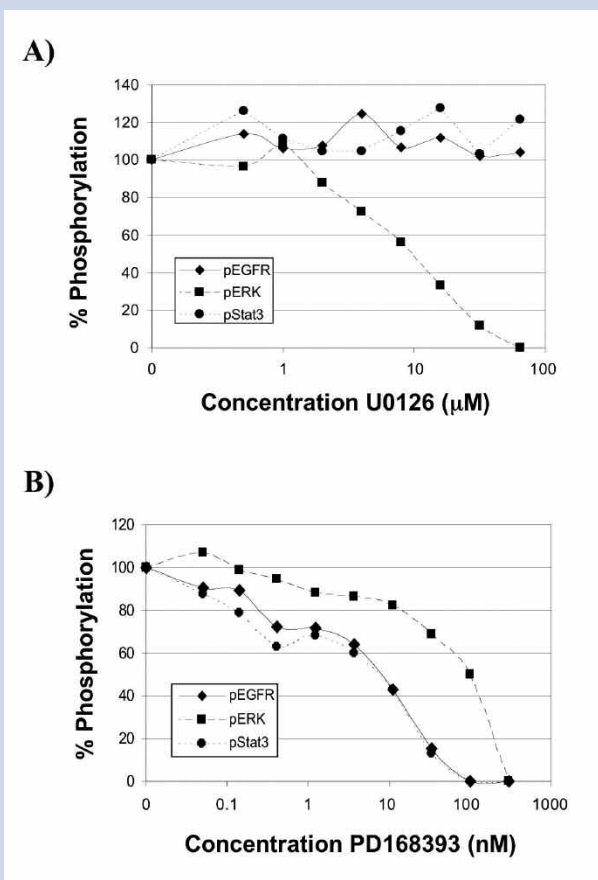 A)
140
120
100
80
60
40
20
0
% Phosphorylation
pEGFR
pERK
pStat3
0 1 10 100
Concentration U0126 (μM)
B)
120
100
80
60
40
20
0
% Phosphorylation
pEGFR
pERK
pStat3
0 0.1 1 10 100 1000
Concentration PD168393 (nM)